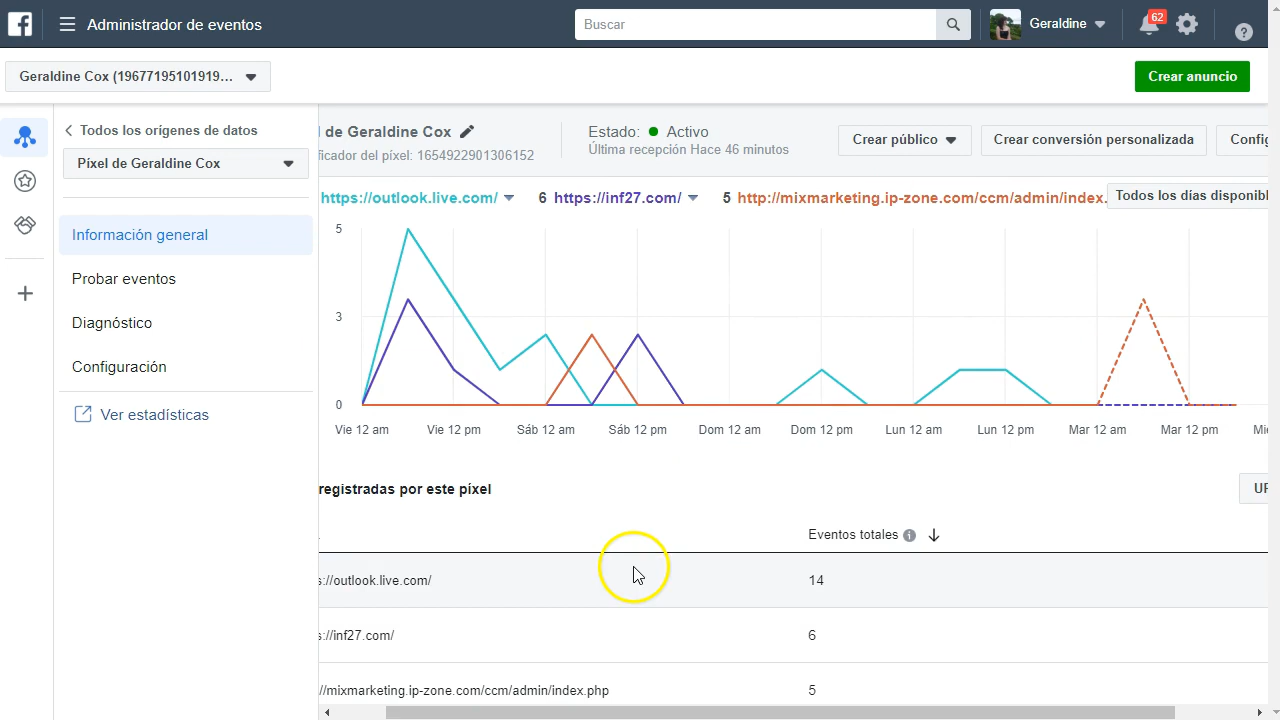 Administrador de eventos
Buscar
Geraldine
62
Geraldine Cox (19677195101919...
Crear anuncio
Todos los orígenes de datos
Píxel de Geraldine Cox
Información general
Probar eventos
Diagnóstico
Configuración
Ver estadísticas
l de Geraldine Cox
ficador del píxel: 1654922901306152
Estado: Activo
Última recepción Hace 46 minutos
Crear público
Crear conversión personalizada
Config
https://outlook.live.com/ 6 https://inf27.com/ 5 http://mixmarketing.ip-zone.com/ccm/admin/index.
Todos los días disponibl
5
3
0
Vie 12 am Vie 12 pm Sáb 12 am Sáb 12 pm Dom 12 am Dom 12 pm Lun 12 am Lun 12 pm Mar 12 am Mar 12 pm Mié
registradas por este píxel
Eventos totales
s://outlook.live.com/ 14
s://inf27.com/ 6
//mixmarketing.ip-zone.com/ccm/admin/index.php 5